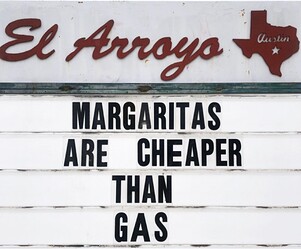 El Arroyo
Austin
MARGARITAS
ARE CHEAPER
THAN
GAS